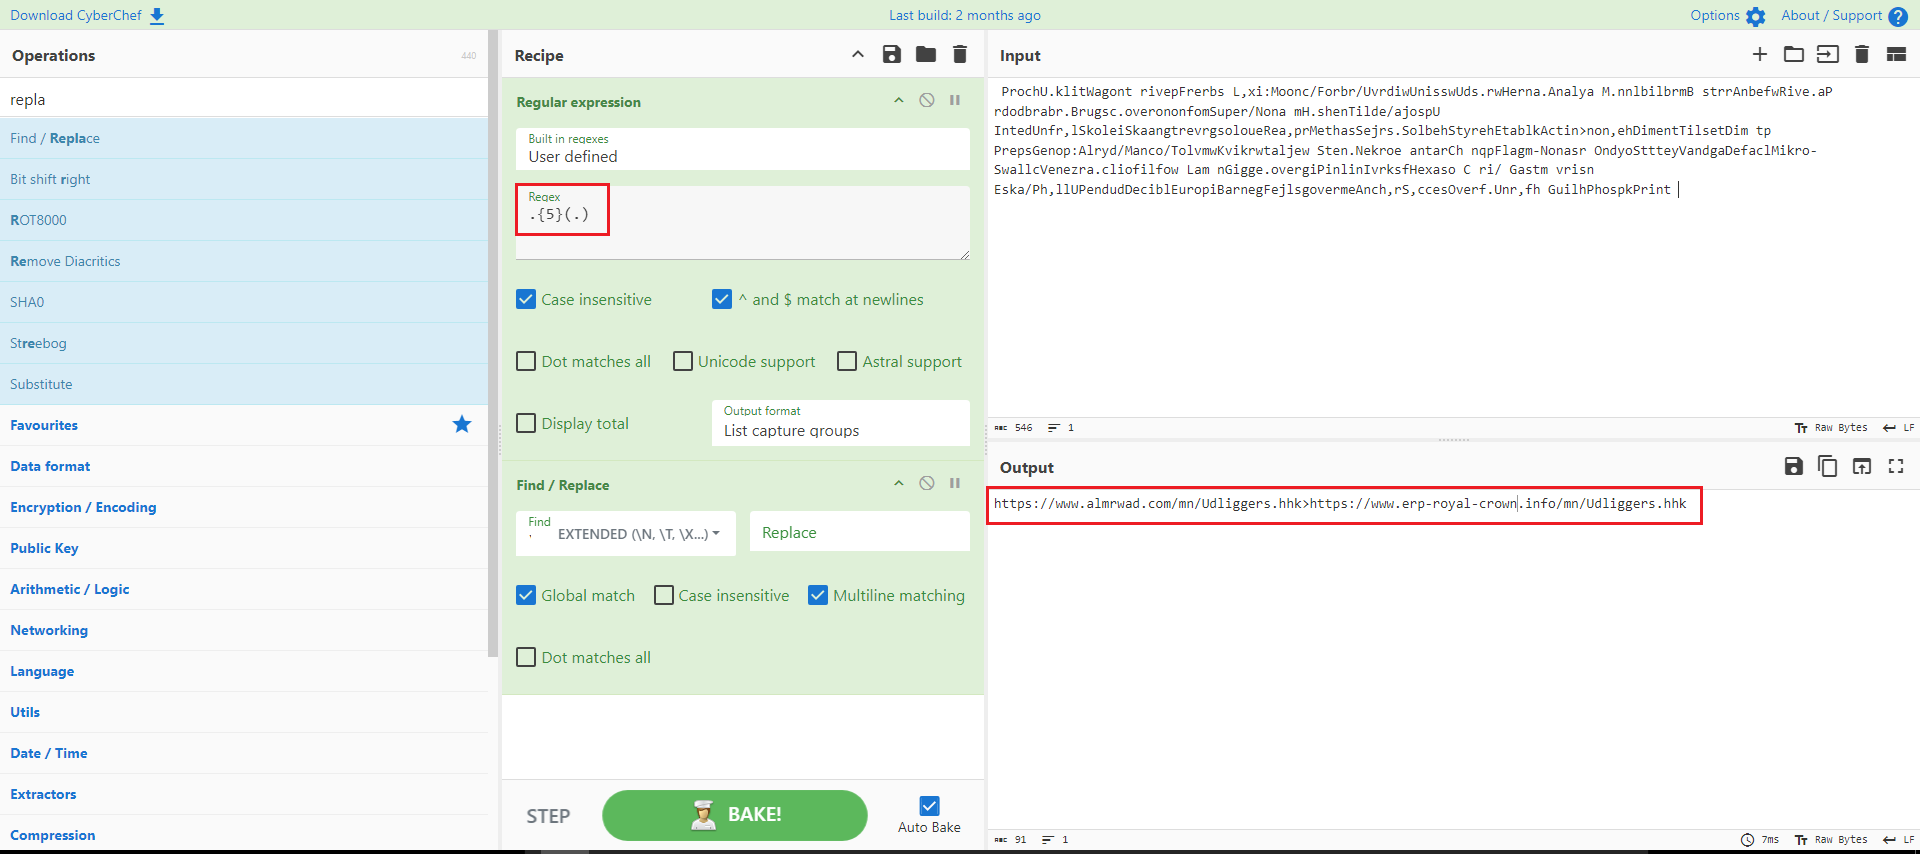 Download CyberChef
Last build: 2 months ago
Options
About / Support
Operations
440
repla
Find / Replace
Bit shift right
ROT8000
Remove Diacritics
SHA0
Streebog
Substitute
Favourites
Data format
Encryption / Encoding
Public Key
Arithmetic / Logic
Networking
Language
Utils
Date / Time
Extractors
Compression
Recipe
Regular expression
Built in regexes
User defined
Regex
.{5}(.)
Case insensitive
^ and $ match at newlines
Dot matches all
Unicode support
Astral support
Display total
Output format
List capture groups
Find / Replace
Find
EXTENDED (\N, \T, \X...)
Replace
Global match
Case insensitive
Multiline matching
Dot matches all
STEP
BAKE!
Auto Bake
Input
ProchU.klitWagont rivepFrerbs L,xi:Moonc/Forbr/UvrdiwUnisswUds.rwHerna.Analya M.nnlbilbrmB strrAnbefwRive.aP
rdodbrabr.Brugsc.overononfomSuper/Nona mH.shenTilde/ajospU
IntedUnfr,lSkoleiSkaangtrevrgsoloueRea,prMethasSejrs.SolbehStyrehEtablkActin>non,ehDimentTilsetDim tp
PrepsGenop:Alryd/Manco/TolvmwKvikrwtaljew Sten.Nekroe antarCh nqpFlagm-Nonasr OndyoSttteyVandgaDefaclMikro-
SwallcVenezra.cliofilfow Lam nGigge.overgiPinlinIvrksfHexaso C ri/ Gastm vrisn
Eska/Ph,llUPendudDeciblEuropiBarnegFejlsgovermeAnch,rS,ccesOverf.Unr,fh GuilhPhospkPrint
ABC 546
1
Raw Bytes
LF
Output
https://www.almrwad.com/mn/Udliggers.hhk>https://www.erp-royal-crown.info/mn/Udliggers.hhk
ABC 91
1
7ms
Raw Bytes
LF